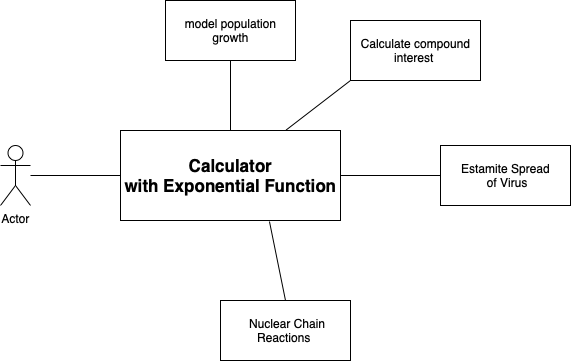 model population
growth
Calculate compound
interest
Calculator
with Exponential Function
Estamite Spread
of Virus
Actor
Nuclear Chain
Reactions